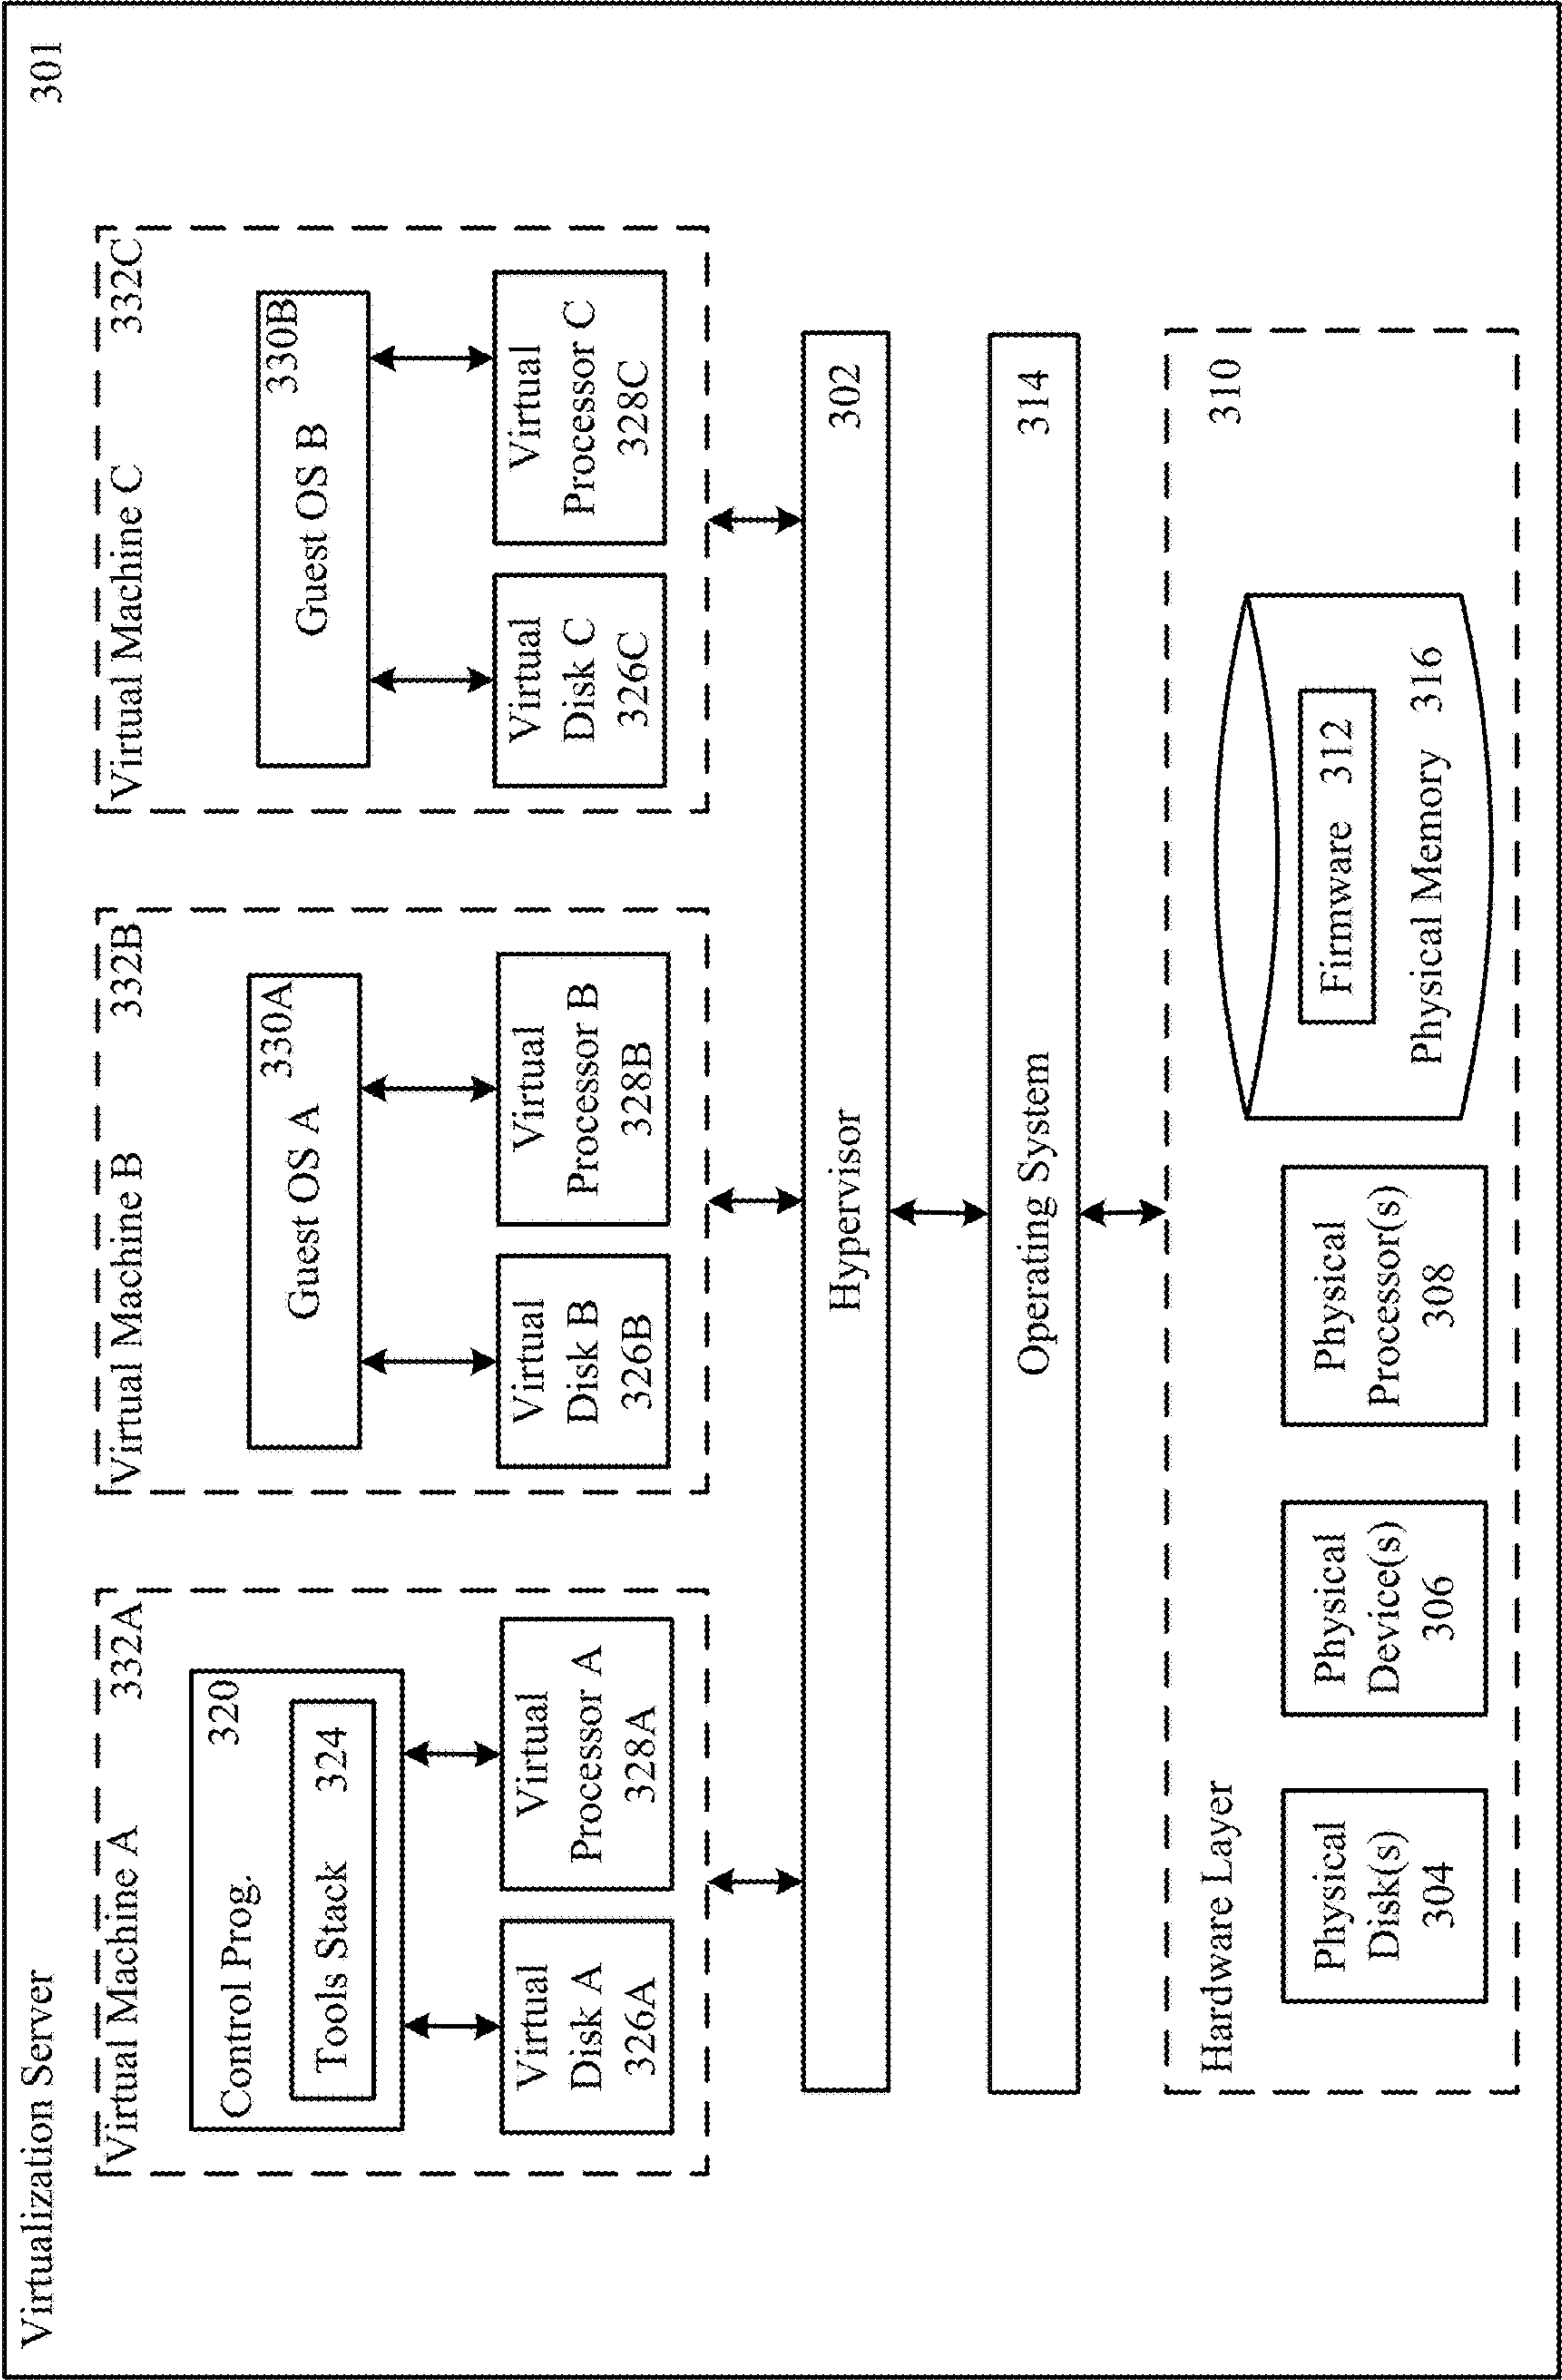 Virtualization Server 301
Virtual Machine A 332A
Control Prog. 320
Tools Stack 324
Virtual
Disk A
326A
Virtual
Processor A
328A
Virtual Machine B 332B
330A
Guest OS A
Virtual
Disk B
326B
Virtual
Processor B
328B
Virtual Machine C 332C
330B
Guest OS B
Virtual
Disk C
326C
Virtual
Processor C
328C
Hypervisor 302
Operating System 314
Hardware Layer 310
Physical
Disk(s)
304
Physical
Device(s)
306
Physical
Processor(s)
308
Firmware 312
Physical Memory 316